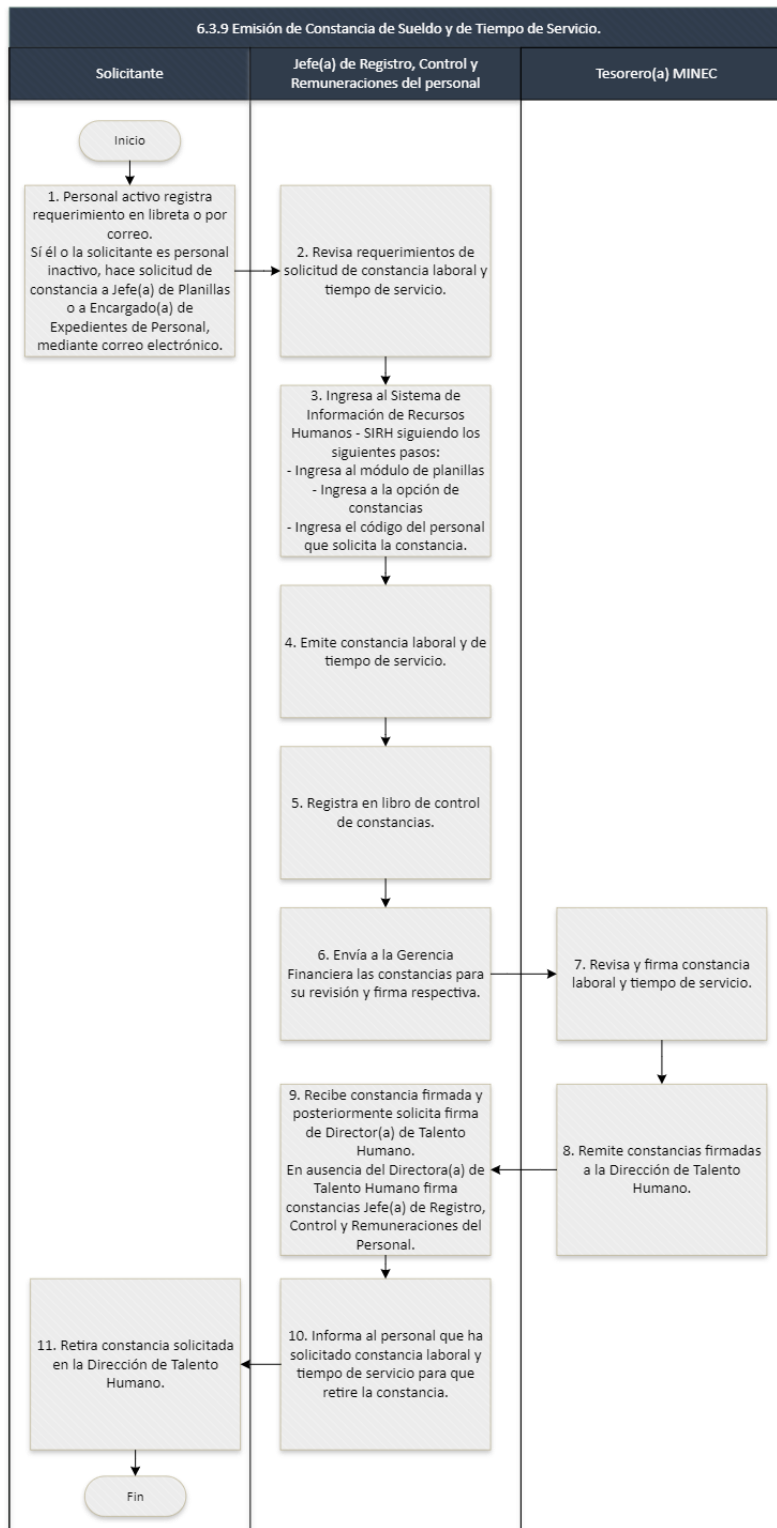 6.3.9 Emisión de Constancia de Sueldo y de Tiempo de Servicio.
Solicitante
Jefe(a) de Registro, Control y
Remuneraciones del personal
Tesorero(a) MINEC
Inicio
1. Personal activo registra
requerimiento en libreta o por
correo.
Sí él o la solicitante es personal
inactivo, hace solicitud de
constancia a Jefe(a) de Planillas
o a Encargado(a) de
Expedientes de Personal,
mediante correo electrónico.
2. Revisa requerimientos de
solicitud de constancia laboral y
tiempo de servicio.
3. Ingresa al Sistema de
Información de Recursos
Humanos - SIRH siguiendo los
siguientes pasos:
- Ingresa al módulo de planillas
- Ingresa a la opción de
constancias
- Ingresa el código del personal
que solicita la constancia.
4. Emite constancia laboral y de
tiempo de servicio.
5. Registra en libro de control
de constancias.
6. Envía a la Gerencia
Financiera las constancias para
su revisión y firma respectiva.
7. Revisa y firma constancia
laboral y tiempo de servicio.
8. Remite constancias firmadas
a la Dirección de Talento
Humano.
9. Recibe constancia firmada y
posteriormente solicita firma
de Director(a) de Talento
Humano.
En ausencia del Directora(a) de
Talento Humano firma
constancias Jefe(a) de Registro,
Control y Remuneraciones del
Personal.
10. Informa al personal que ha
solicitado constancia laboral y
tiempo de servicio para que
retire la constancia.
11. Retira constancia solicitada
en la Dirección de Talento
Humano.
Fin